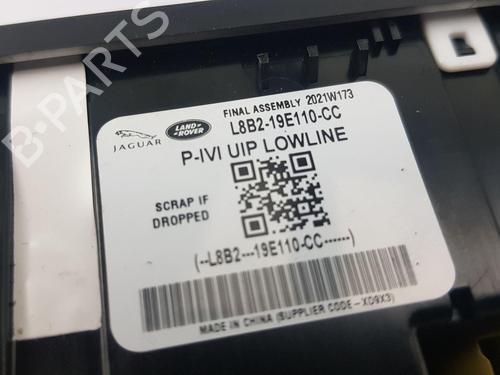 B-PARTS
FINAL ASSEMBLY 2021W173
JAGUAR
LAND
ROVER
L8B2-19E110-CC
P-IVI UIP LOWLINE
SCRAP IF
DROPPED
(--L8B2---19E110-CC------)
MADE IN CHINA (SUPPLIER CODE - XD9X3)